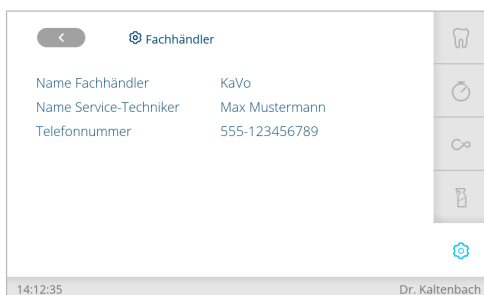 Fachhändler
Name Fachhändler KaVo
Name Service-Techniker Max Mustermann
Telefonnummer 555-123456789
14:12:35 Dr. Kaltenbach